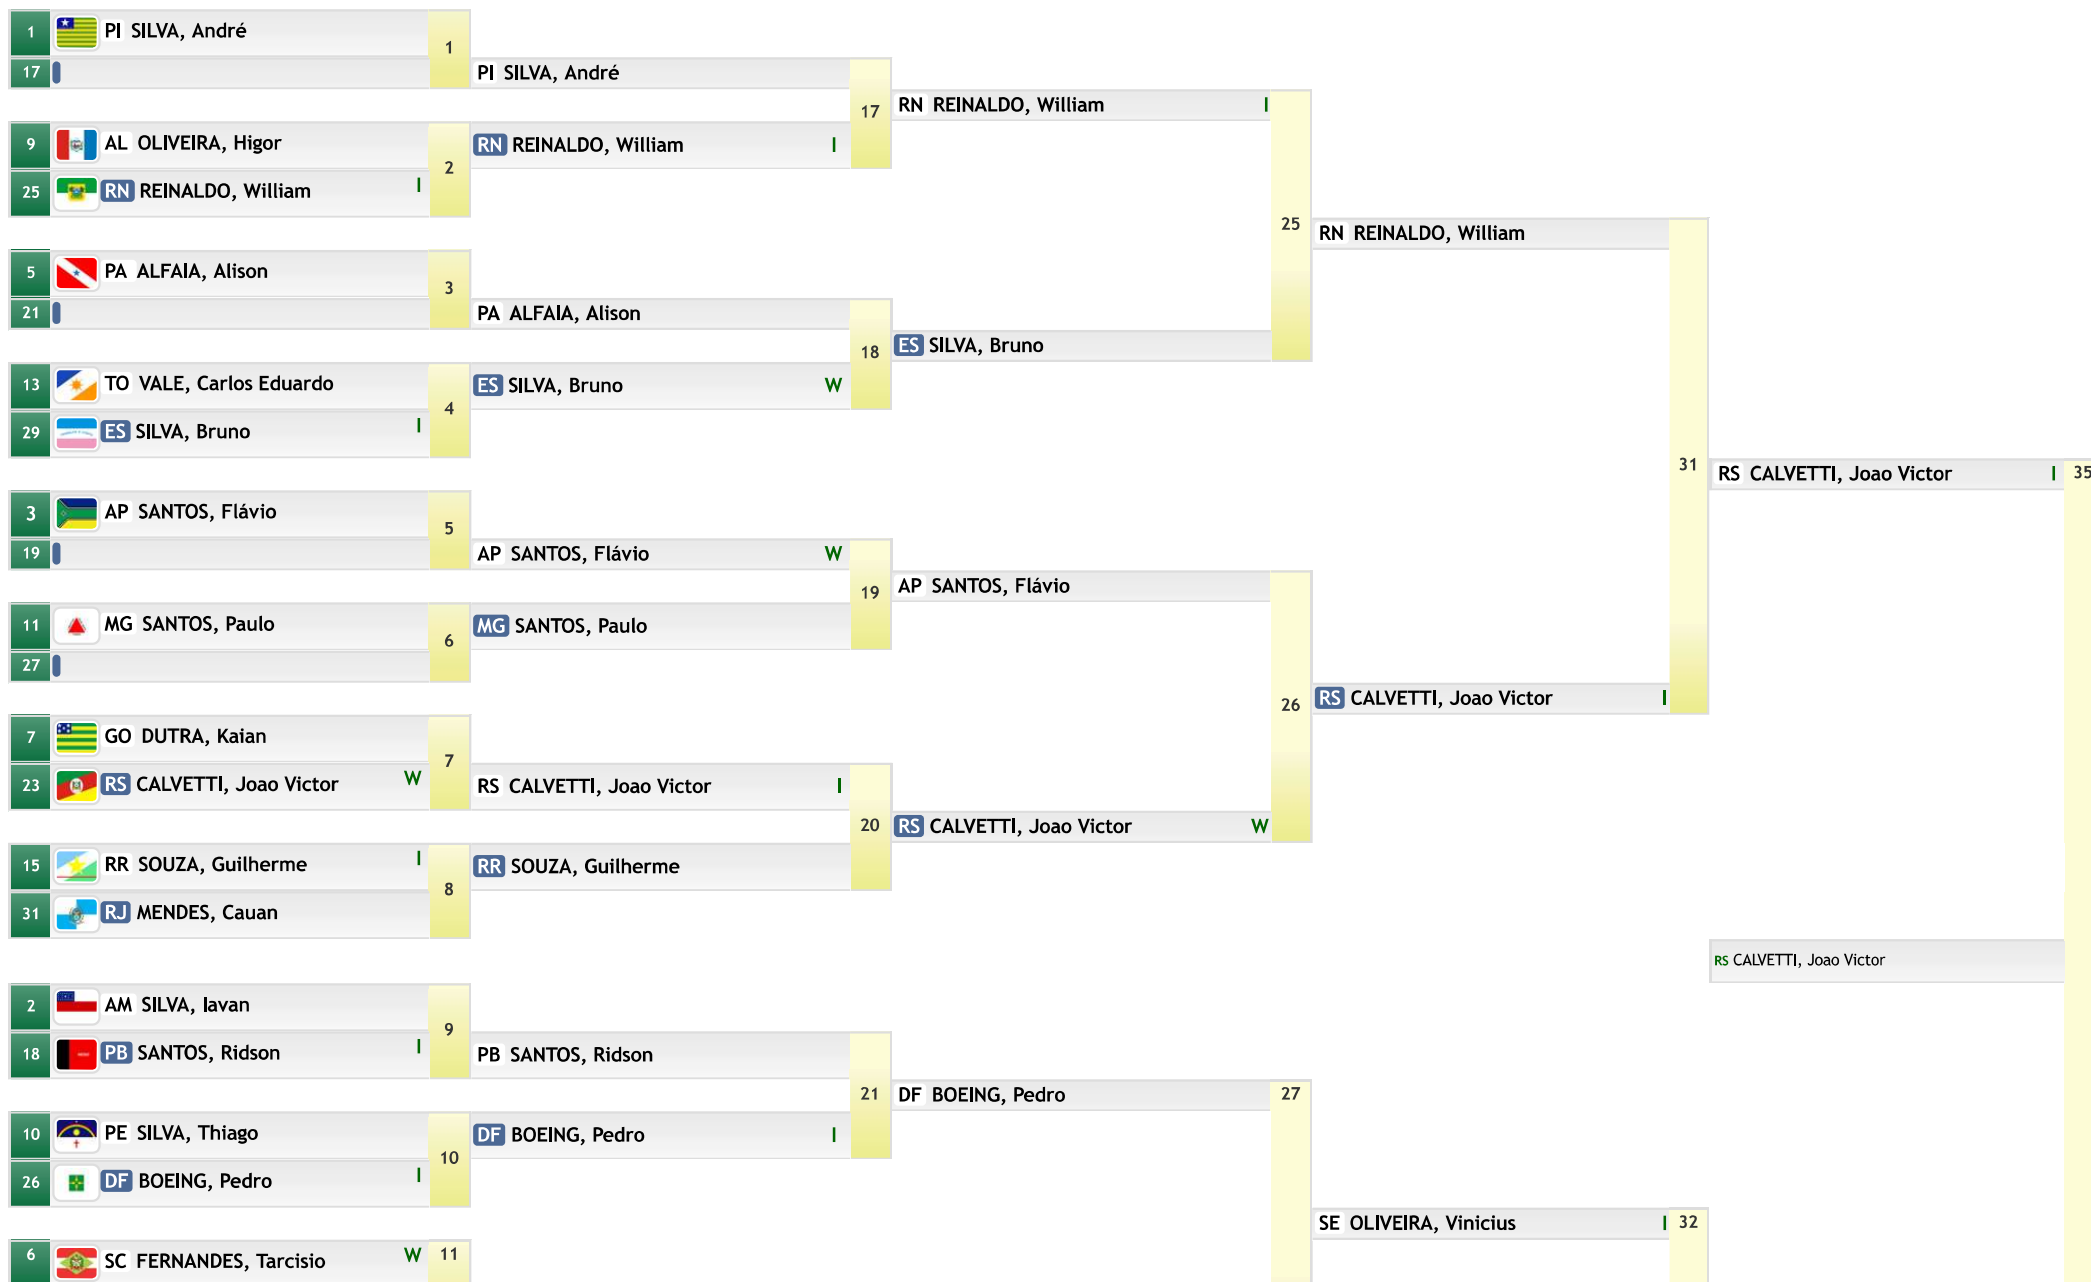 1 PI SILVA, André
17
1
PI SILVA, André
9 AL OLIVEIRA, Higor
25 RN REINALDO, William I
2
RN REINALDO, William I
17
RN REINALDO, William I
5 PA ALFAIA, Alison
21
3
PA ALFAIA, Alison
13 TO VALE, Carlos Eduardo
29 ES SILVA, Bruno I
4
ES SILVA, Bruno W
18
ES SILVA, Bruno
25
RN REINALDO, William
3 AP SANTOS, Flávio
19
5
AP SANTOS, Flávio W
11 MG SANTOS, Paulo
27
6
MG SANTOS, Paulo
19
AP SANTOS, Flávio
7 GO DUTRA, Kaian
23 RS CALVETTI, Joao Victor W
7
RS CALVETTI, Joao Victor I
15 RR SOUZA, Guilherme I
31 RJ MENDES, Cauan
8
RR SOUZA, Guilherme
20
RS CALVETTI, Joao Victor W
26
RS CALVETTI, Joao Victor I
31
RS CALVETTI, Joao Victor I
35
RS CALVETTI, Joao Victor
2 AM SILVA, Iavan
18 PB SANTOS, Ridson I
9
PB SANTOS, Ridson
10 PE SILVA, Thiago
26 DF BOEING, Pedro I
10
DF BOEING, Pedro I
21
DF BOEING, Pedro
27
SE OLIVEIRA, Vinicius I
32
6 SC FERNANDES, Tarcisio W
11